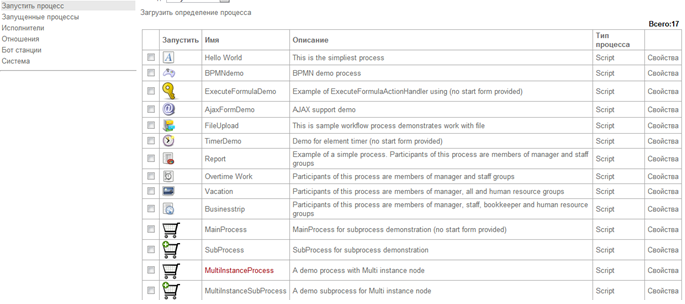 Запустить процесс
Запущенные процессы
Исполнители
Отношения
Бот станции
Система
Загрузить определение процесса
Всего:17
Запустить Имя Описание Тип процесса
Hello World This is the simpliest process Script Свойства
BPMNdemo BPMN demo process Script Свойства
ExecuteFormulaDemo Example of ExecuteFormulaActionHandler using (no start form provided) Script Свойства
AjaxFormDemo AJAX support demo Script Свойства
FileUpload This is sample workflow process demonstrates work with file Script Свойства
TimerDemo Demo for element timer (no start form provided) Script Свойства
Report Example of a simple process. Participants of this process are members of manager and staff
groups Script Свойства
Overtime Work Participants of this process are members of manager and staff groups Script Свойства
Vacation Participants of this process are members of manager, all and human resource groups Script Свойства
Businesstrip Participants of this process are members of manager, staff, bookkeeper and human resource
groups Script Свойства
MainProcess MainProcess for subprocess demonstration (no start form provided) Script Свойства
SubProcess SubProcess for subprocess demonstration Script Свойства
MultiInstanceProcess A demo process with Multi instance node Script Свойства
MultiInstanceSubProcess A demo subprocess for Multi instance node Script Свойства